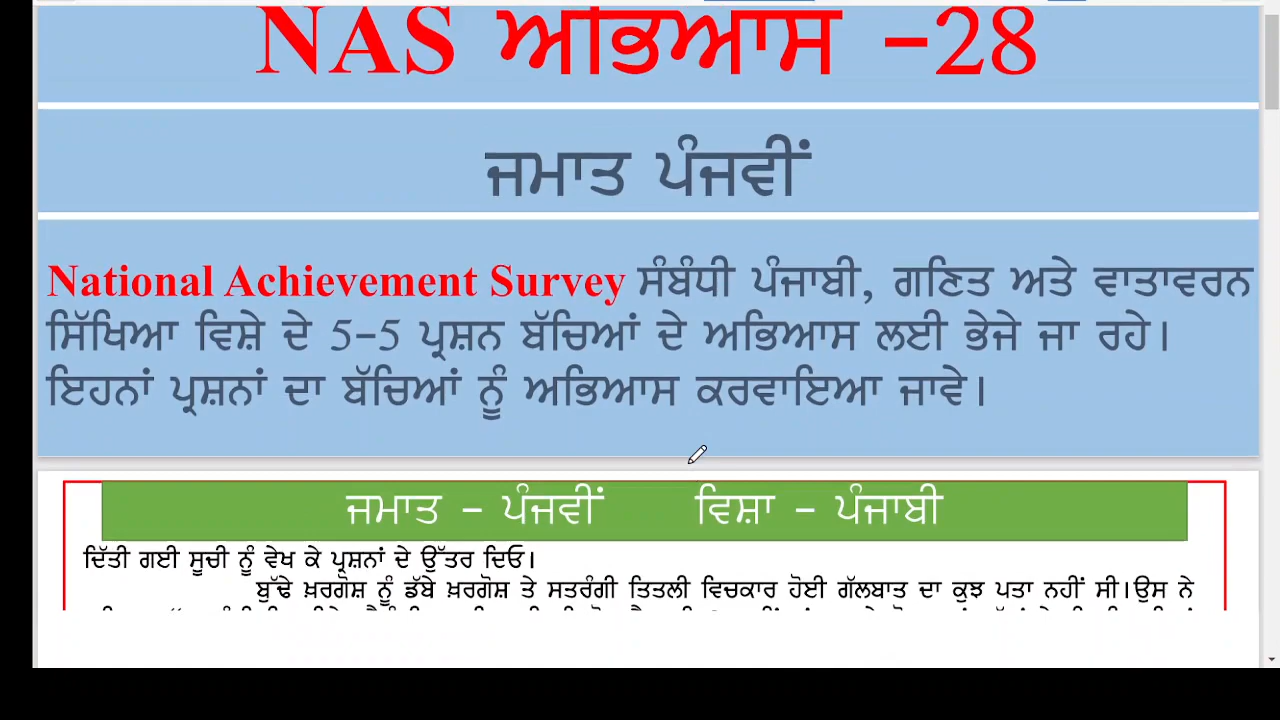 NAS ਅਭਿਆਸ -28
ਜਮਾਤ ਪੰਜਵੀਂ
National Achievement Survey ਸੰਬੰਧੀ ਪੰਜਾਬੀ, ਗਣਿਤ ਅਤੇ ਵਾਤਾਵਰਨ
ਸਿੱਖਿਆ ਵਿਸ਼ੇ ਦੇ 5-5 ਪ੍ਰਸ਼ਨ ਬੱਚਿਆਂ ਦੇ ਅਭਿਆਸ ਲਈ ਭੇਜੇ ਜਾ ਰਹੇ।
ਇਹਨਾਂ ਪ੍ਰਸ਼ਨਾਂ ਦਾ ਬੱਚਿਆਂ ਨੂੰ ਅਭਿਆਸ ਕਰਵਾਇਆ ਜਾਵੇ।
ਜਮਾਤ - ਪੰਜਵੀਂ ਵਿਸ਼ਾ - ਪੰਜਾਬੀ
ਦਿੱਤੀ ਗਈ ਸੂਚੀ ਨੂੰ ਵੇਖ ਕੇ ਪ੍ਰਸ਼ਨਾਂ ਦੇ ਉੱਤਰ ਦਿਓ।
ਬੁੱਢੇ ਖ਼ਰਗੋਸ਼ ਨੂੰ ਡੱਬੇ ਖ਼ਰਗੋਸ਼ ਤੇ ਸਤਰੰਗੀ ਤਿਤਲੀ ਵਿਚਕਾਰ ਹੋਈ ਗੱਲਬਾਤ ਦਾ ਕੁਝ ਪਤਾ ਨਹੀਂ ਸੀ।ਉਸ ਨੇ